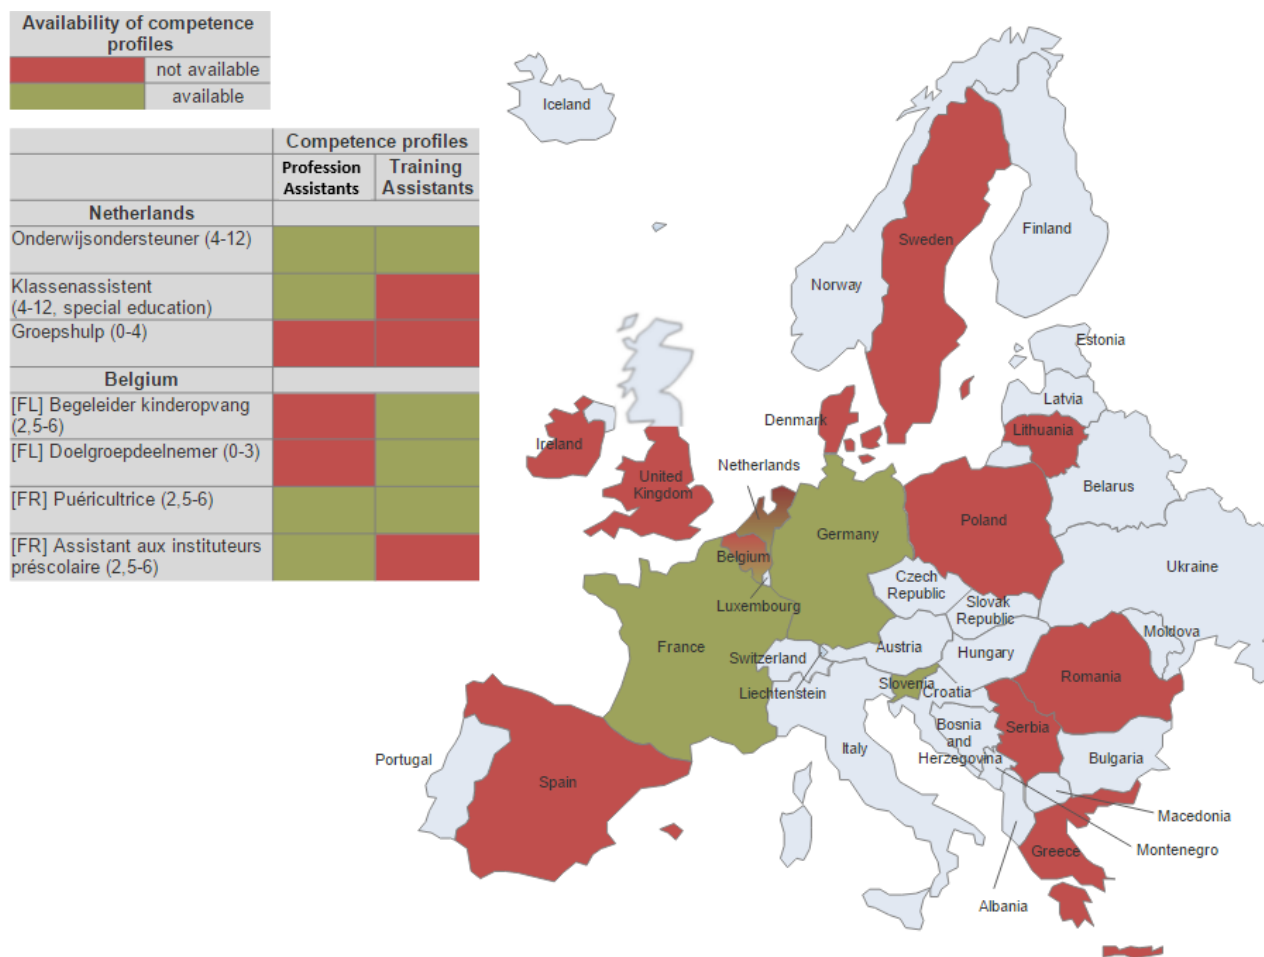 Availability of competence
profiles
not available
available
Competence profiles
Profession
Assistants
Training
Assistants
Netherlands
Onderwijsondersteuner (4-12)
Klassenassistent
(4-12, special education)
Groepshulp (0-4)
Belgium
[FL] Begeleider kinderopvang
(2,5-6)
[FL] Doelgroepdeelnemer (0-3)
[FR] Puéricultrice (2,5-6)
[FR] Assistant aux instituteurs
préscolaire (2,5-6)
Iceland
Sweden
Finland
Norway
Estonia
Latvia
Denmark
Lithuania
Ireland
Netherlands
United
Kingdom
Belarus
Poland
Germany
Belgium
Ukraine
Czech
Republic
Luxembourg
Slovak
Republic
Moldova
France
Switzerland
Austria
Hungary
Romania
Liechtenstein
Slovenia
Croatia
Bosnia
and
Herzegovina
Serbia
Portugal
Italy
Bulgaria
Spain
Macedonia
Montenegro
Greece
Albania